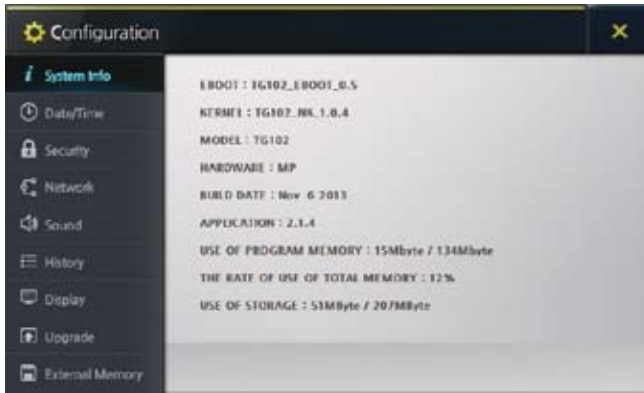 Configuration
System Info
Date/Time
Security
Network
Sound
History
Display
Upgrade
External Memory
EBOOT : TG102_EBOOT_0.5
KERNEL : TG102_NK_1.0.4
MODEL : TG102
HARDWARE : MP
BUILD DATE : Nov 6 2013
APPLICATION : 2.1.4
USE OF PROGRAM MEMORY : 15Mbyte / 134Mbyte
THE RATE OF USE OF TOTAL MEMORY : 12%
USE OF STORAGE : 51MByte / 207MByte